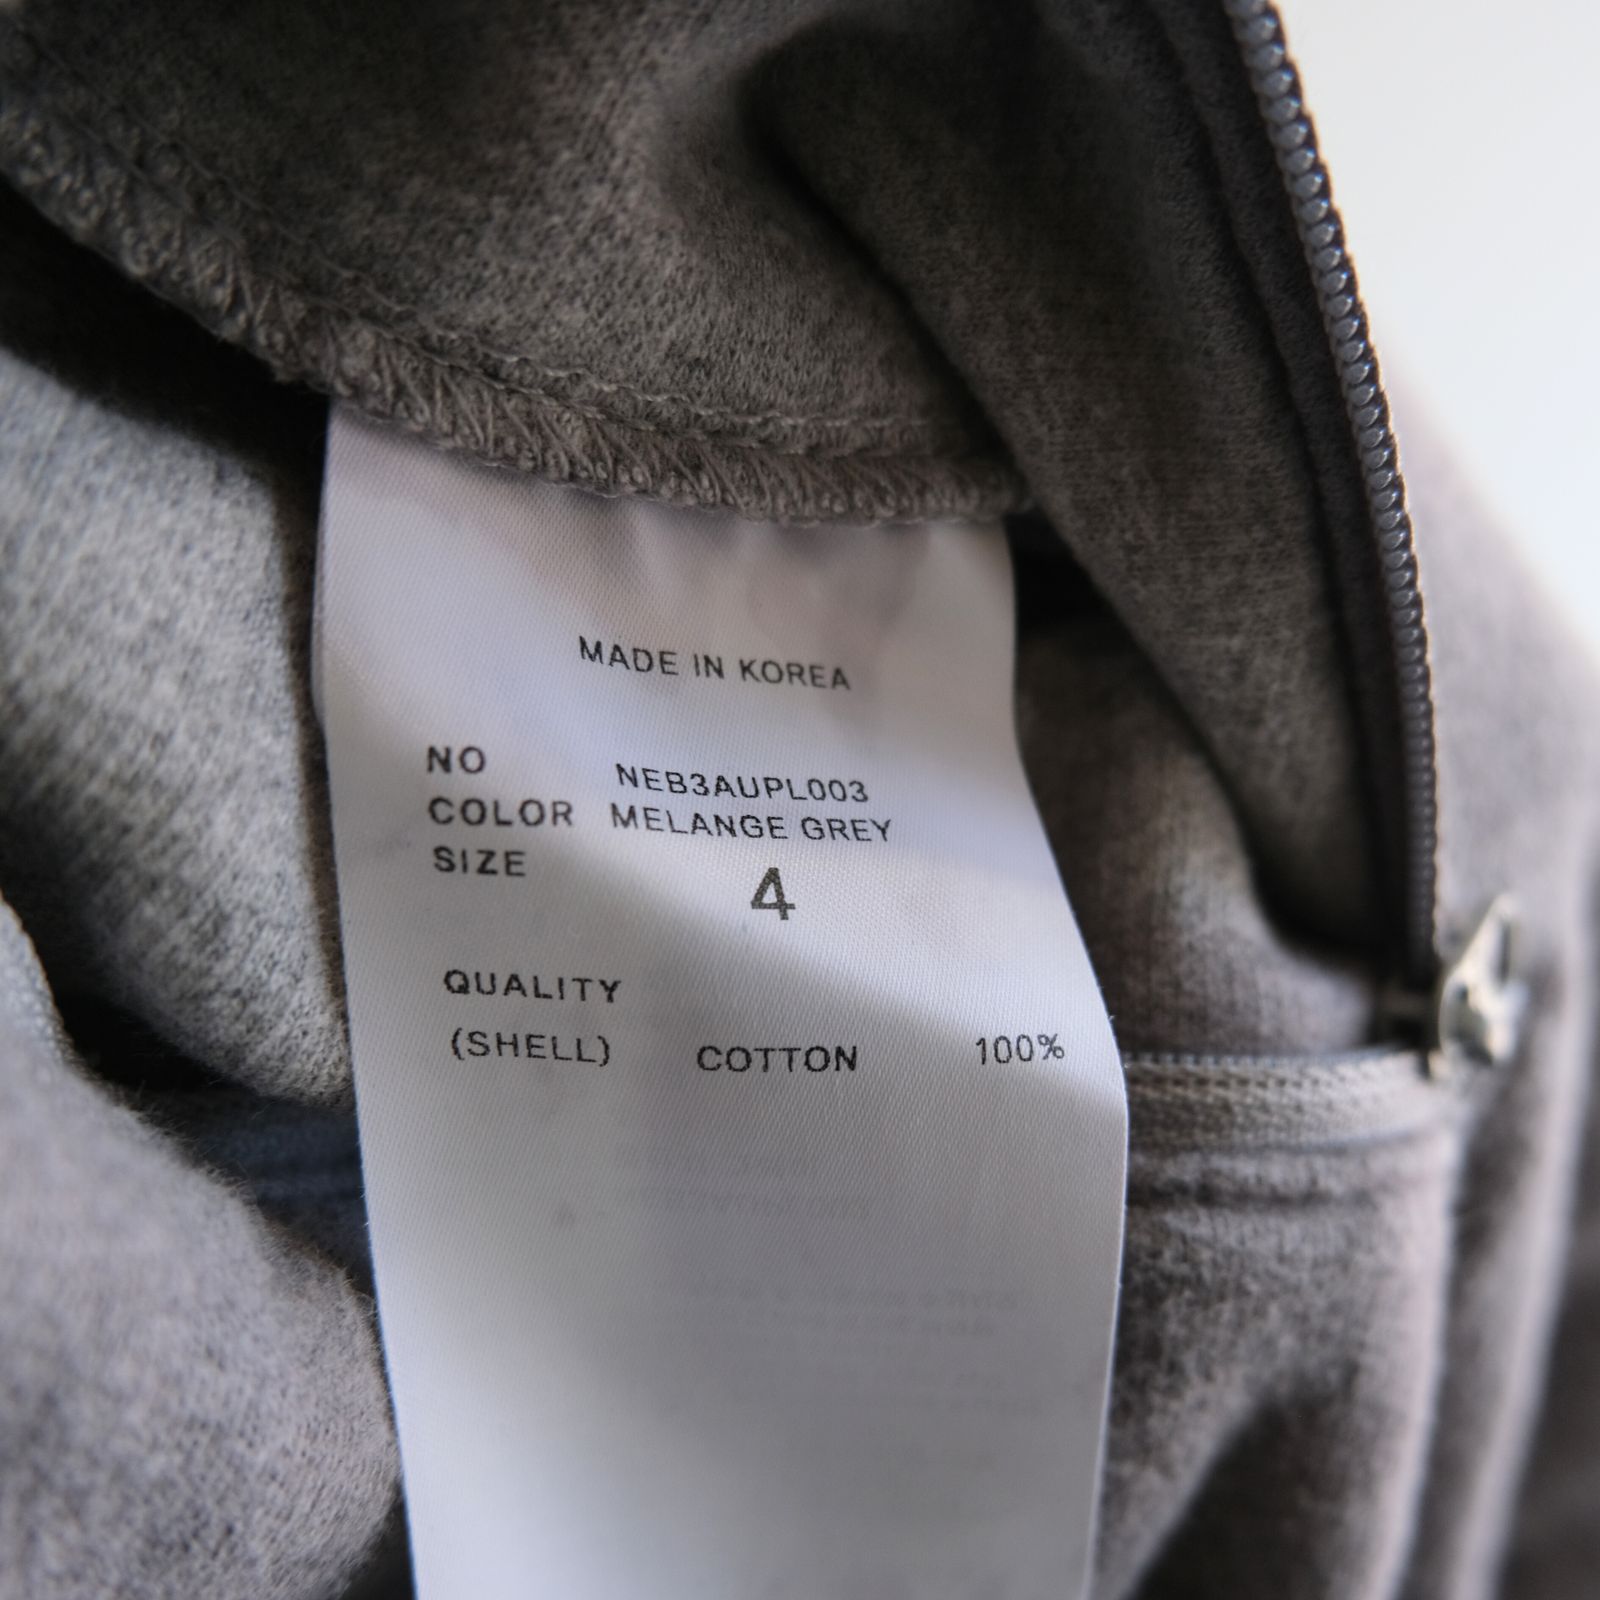 MADE IN KOREA
NO NEB3AUPL003
COLOR MELANGE GREY
SIZE 4
QUALITY
(SHELL) COTTON 100%